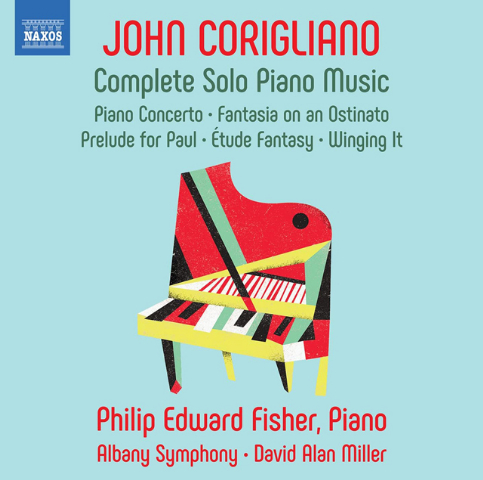 NAXOS
JOHN CORIGLIANO
Complete Solo Piano Music
Piano Concerto • Fantasia on an Ostinato
Prelude for Paul • Étude Fantasy • Winging It
Philip Edward Fisher, Piano
Albany Symphony • David Alan Miller